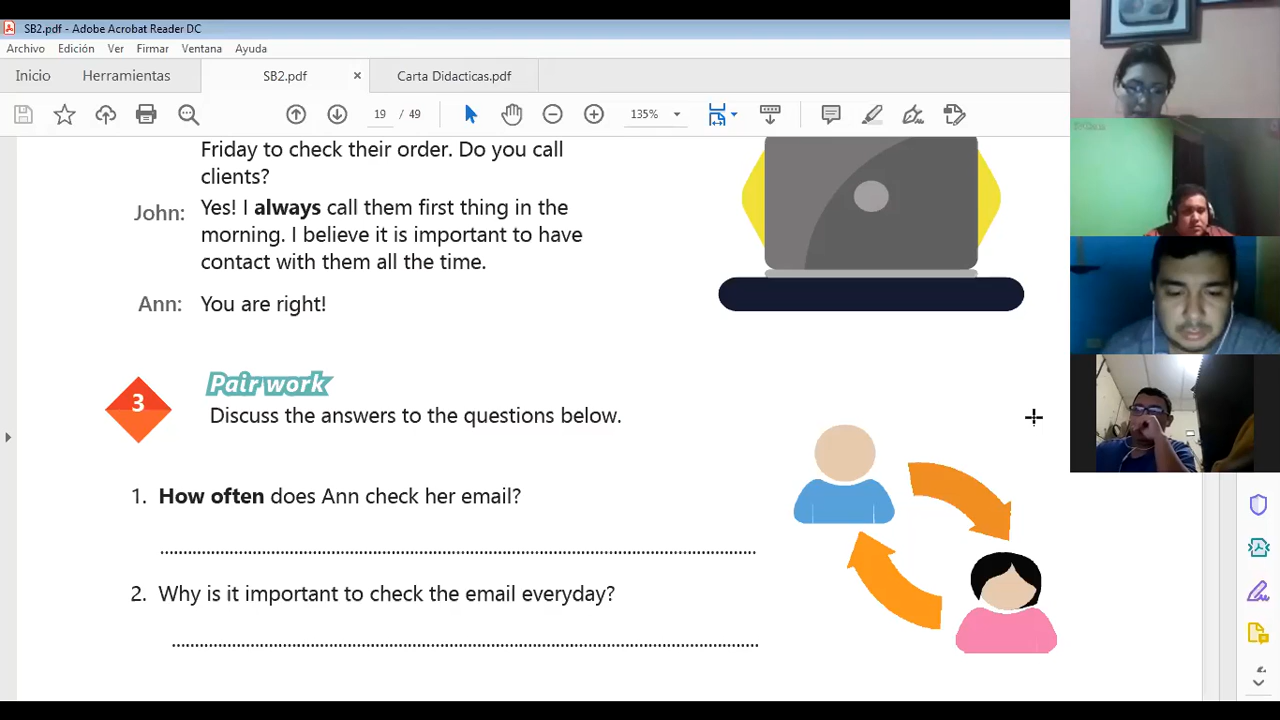 SB2.pdf - Adobe Acrobat Reader DC
Archivo Edición Ver Firmar Ventana Ayuda
Inicio Herramientas SB2.pdf × Carta Didacticas.pdf
19 / 49 135%
Friday to check their order. Do you call
clients?
John: Yes! I always call them first thing in the
morning. I believe it is important to have
contact with them all the time.
Ann: You are right!
3 Pair work
Discuss the answers to the questions below.
1. How often does Ann check her email?
2. Why is it important to check the email everyday?